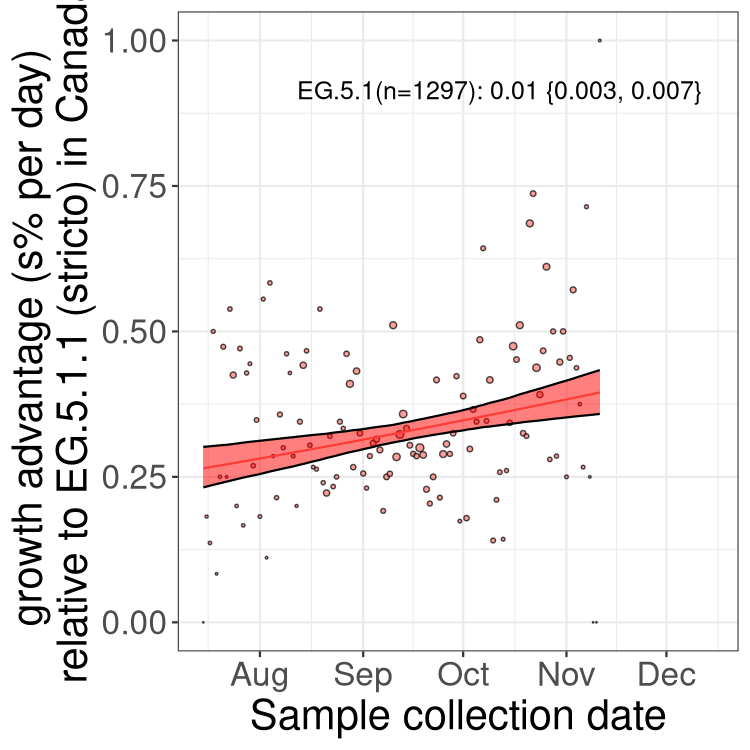 growth advantage (s% per day)
relative to EG.5.1.1 (stricto) in Canada
1.00
0.75
0.50
0.25
0.00
EG.5.1(n=1297): 0.01 {0.003, 0.007}
Aug Sep Oct Nov Dec
Sample collection date